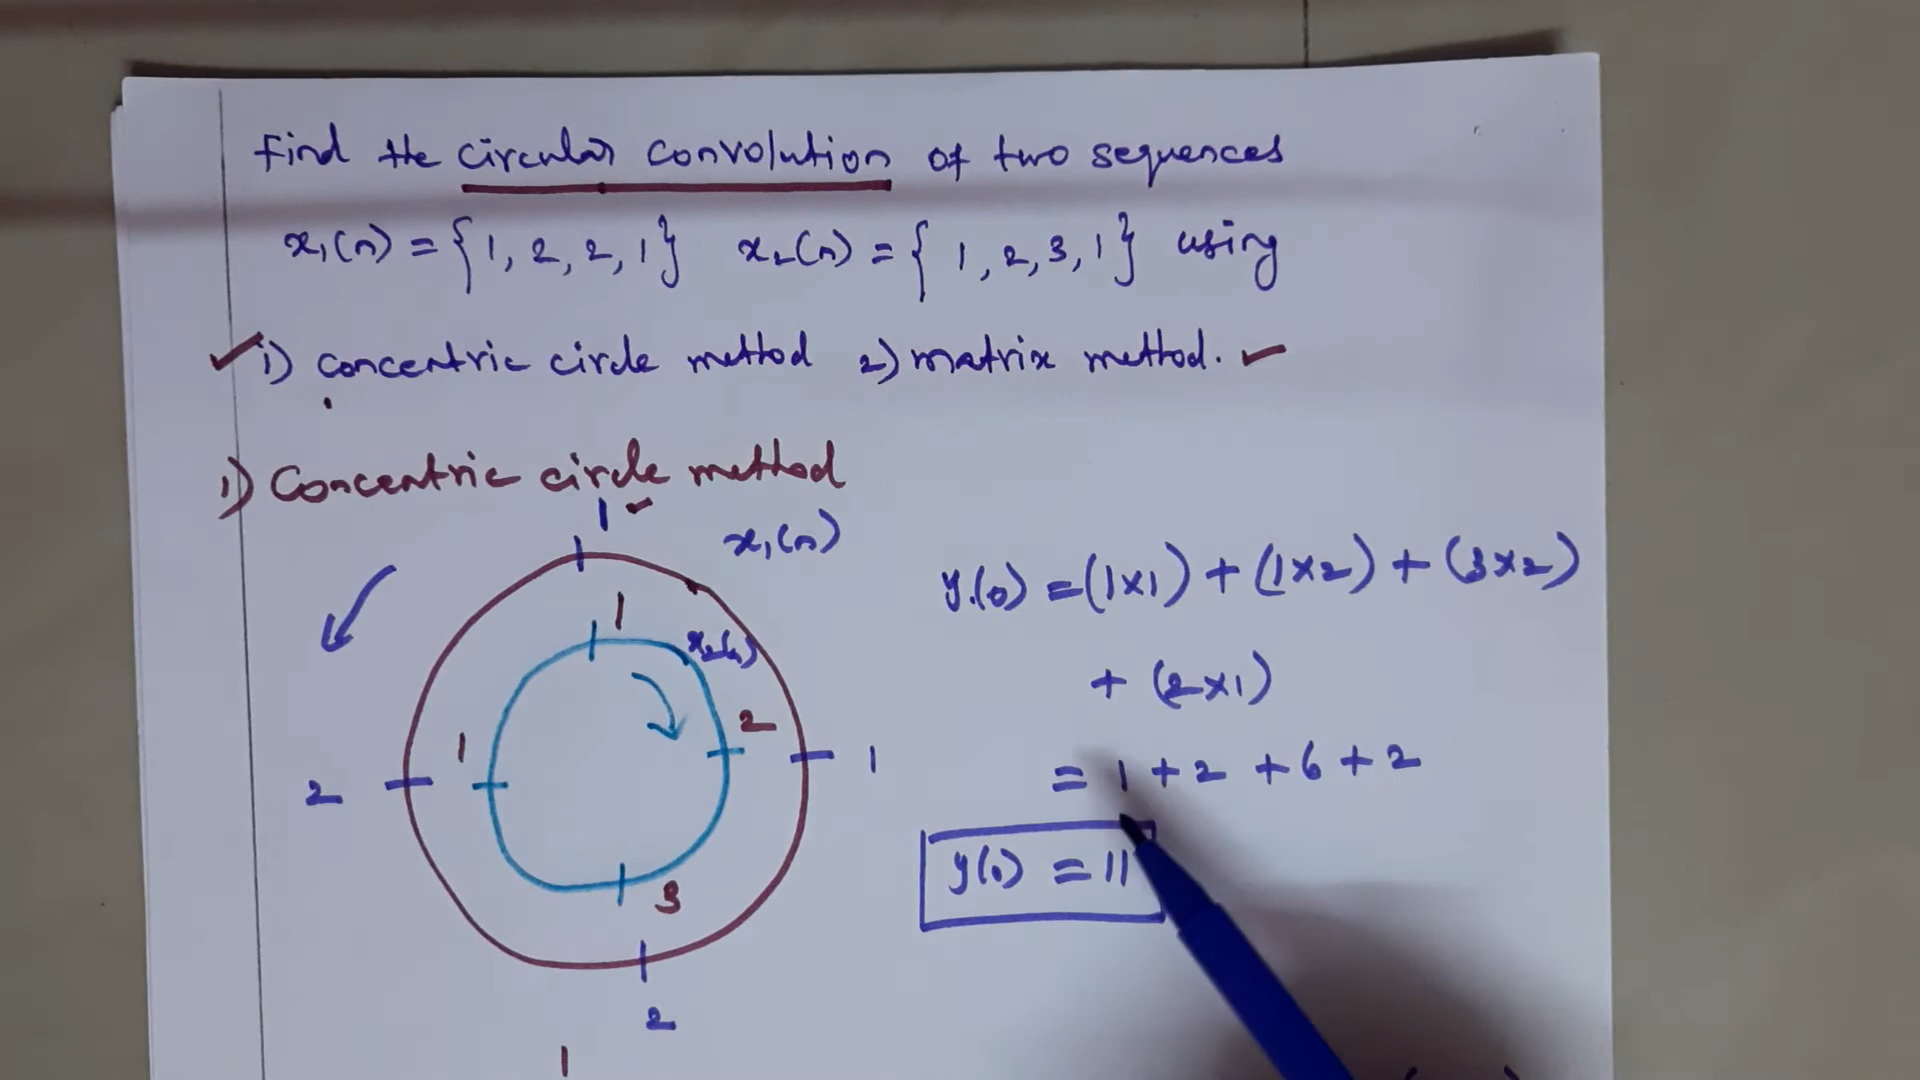 Find the circular convolution of two sequences
x₁(n) = {1, 2, 2, 1} x₂(n) = {1, 2, 3, 1} using
1) concentric circle method 2) matrix method.
1) Concentric circle method
1
x₁(n)
1
x₂(n)
2
1
1
2
3
2
1
y(0) = (1×1) + (1×2) + (3×2)
+ (2×1)
= 1 + 2 + 6 + 2
y(0) = 11